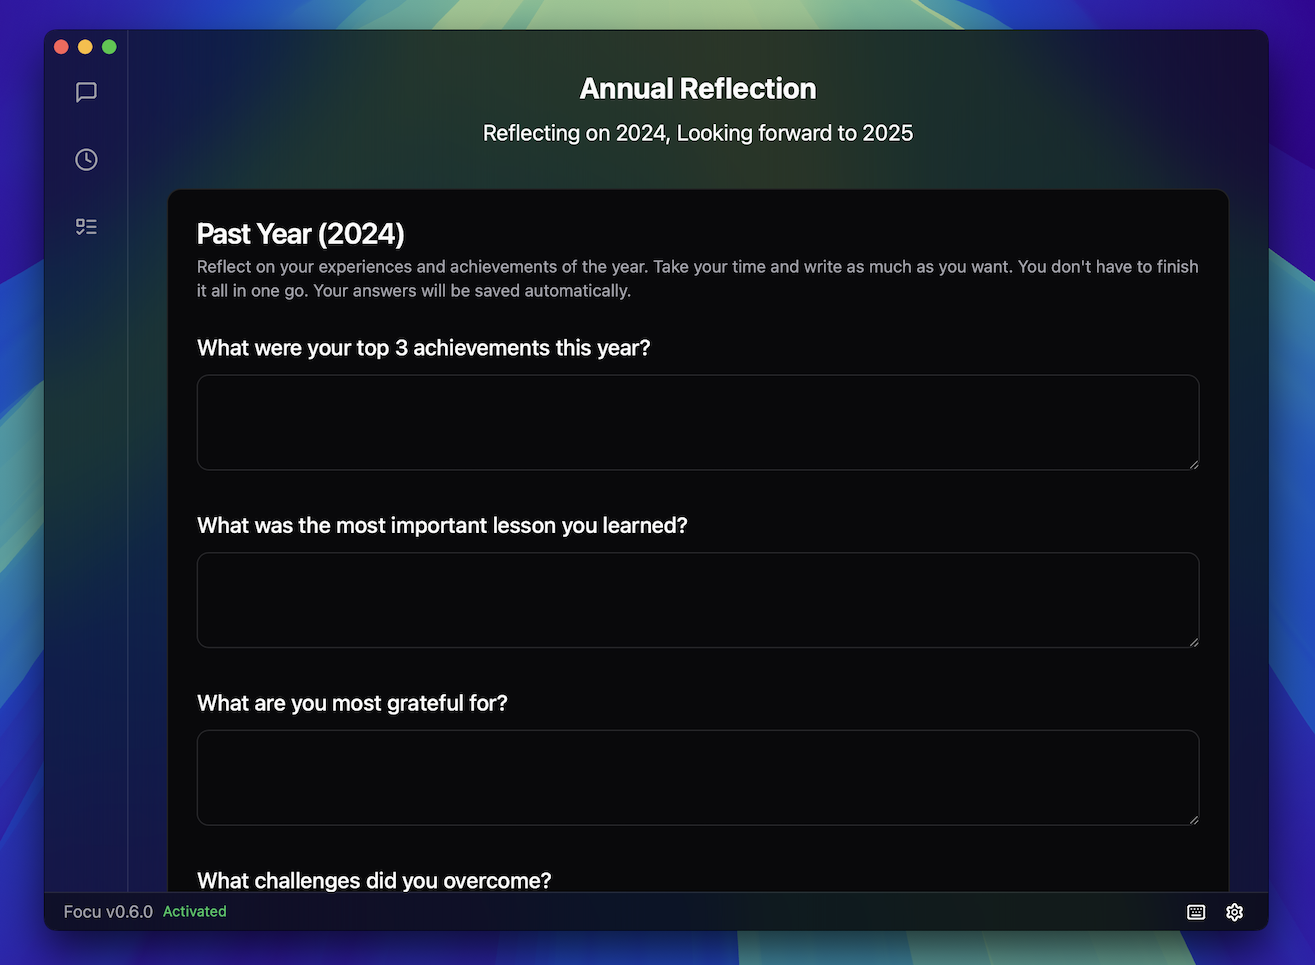 Annual Reflection
Reflecting on 2024, Looking forward to 2025
Past Year (2024)
Reflect on your experiences and achievements of the year. Take your time and write as much as you want. You don't have to finish
it all in one go. Your answers will be saved automatically.
What were your top 3 achievements this year?
What was the most important lesson you learned?
What are you most grateful for?
What challenges did you overcome?
Focu v0.6.0 Activated